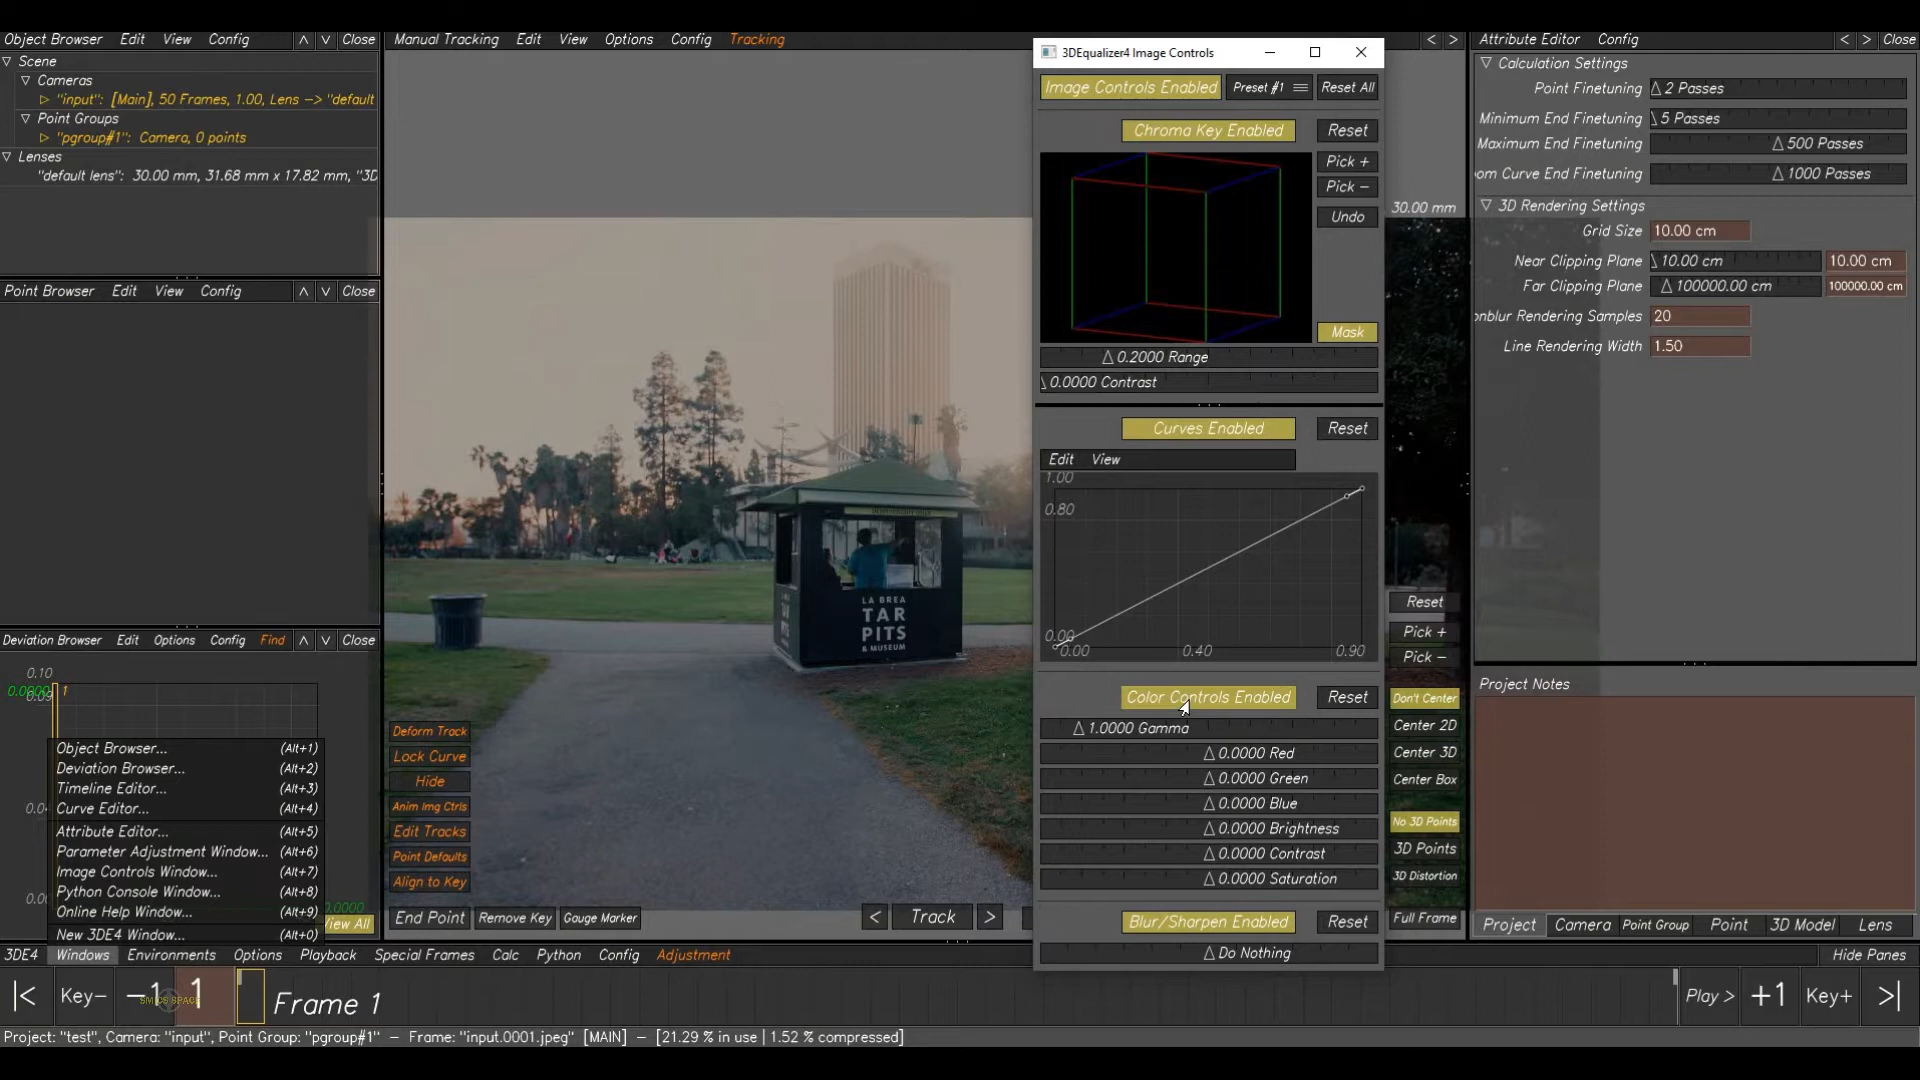 Object Browser Edit View Config Close
Scene
Cameras
"input": [Main], 50 Frames, 1.00, Lens -> "default
Point Groups
"pgroup#1": Camera, 0 points
Lenses
"default lens": 30.00 mm, 31.68 mm x 17.82 mm, "3D
Point Browser Edit View Config Close
Deviation Browser Edit Options Config Find Close
0.10
0.0000
0.09
1
0.04
0.00
0.0000
View All
Object Browser... (Alt+1)
Deviation Browser... (Alt+2)
Timeline Editor... (Alt+3)
Curve Editor... (Alt+4)
Attribute Editor... (Alt+5)
Parameter Adjustment Window... (Alt+6)
Image Controls Window... (Alt+7)
Python Console Window... (Alt+8)
Online Help Window... (Alt+9)
New 3DE4 Window... (Alt+0)
Manual Tracking Edit View Options Config Tracking < >
30.00 mm
LA BREA
TAR
PITS
& MUSEUM
Deform Track
Lock Curve
Hide
Anim Img Ctrls
Edit Tracks
Point Defaults
Align to Key
End Point Remove Key Gauge Marker < Track >
3DEqualizer4 Image Controls
Image Controls Enabled Preset #1 Reset All
Chroma Key Enabled Reset
Pick +
Pick -
Undo
Mask
0.2000 Range
0.0000 Contrast
Curves Enabled Reset
Edit View
1.00
0.80
0.00
0.00 0.40 0.90
Color Controls Enabled Reset
1.0000 Gamma
0.0000 Red
0.0000 Green
0.0000 Blue
0.0000 Brightness
0.0000 Contrast
0.0000 Saturation
Blur/Sharpen Enabled Reset
Do Nothing
Reset
Pick +
Pick -
Don't Center
Center 2D
Center 3D
Center Box
No 3D Points
3D Points
3D Distortion
Full Frame
Attribute Editor Config < > Close
Calculation Settings
Point Finetuning 2 Passes
Minimum End Finetuning 5 Passes
Maximum End Finetuning 500 Passes
om Curve End Finetuning 1000 Passes
3D Rendering Settings
Grid Size 10.00 cm
Near Clipping Plane 10.00 cm 10.00 cm
Far Clipping Plane 100000.00 cm 100000.00 cm
onblur Rendering Samples 20
Line Rendering Width 1.50
Project Notes
Project Camera Point Group Point 3D Model Lens
3DE4 Windows Environments Options Playback Special Frames Calc Python Config Adjustment Hide Panes
|< Key- -1 1 Frame 1 Play > +1 Key+ >|
Project: "test", Camera: "input", Point Group: "pgroup#1" - Frame: "input.0001.jpeg" [MAIN] - [21.29 % in use | 1.52 % compressed]